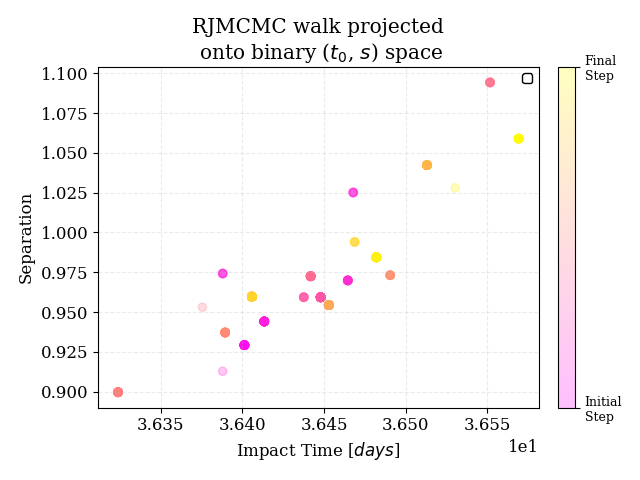 RJMCMC walk projected
onto binary (t₀, s) space
Final
Step
1.100
1.075
1.050
1.025
1.000
0.975
0.950
0.925
0.900
Separation
Initial
Step
3.635
3.640
3.645
3.650
3.655
1e1
Impact Time [days]